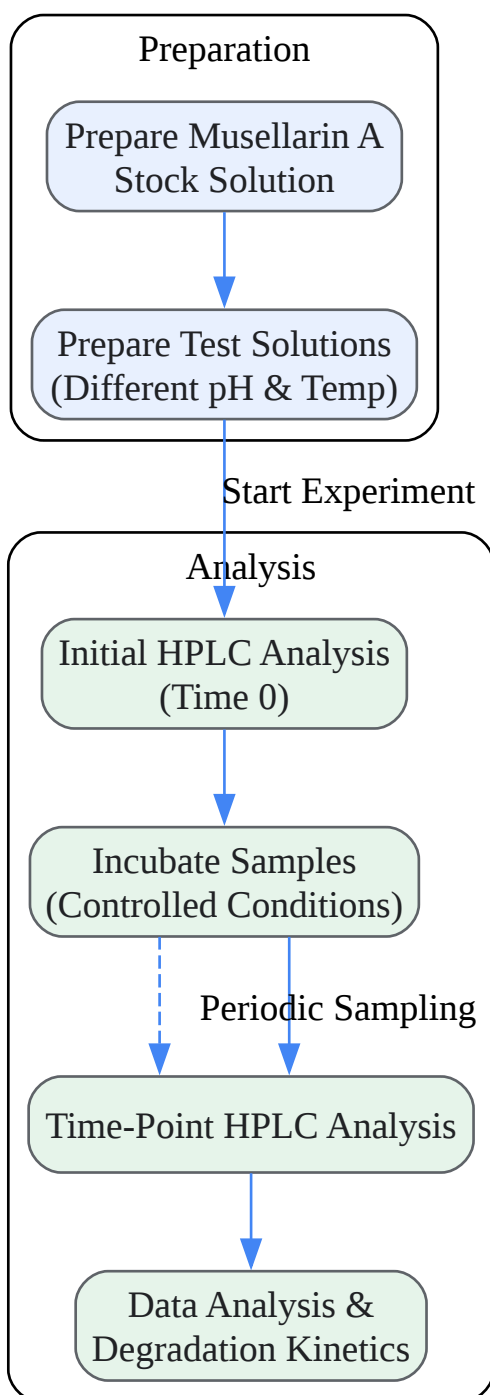 Preparation
Prepare Musellarin A
Stock Solution
Prepare Test Solutions
(Different pH & Temp)
Start Experiment
Analysis
Initial HPLC Analysis
(Time 0)
Incubate Samples
(Controlled Conditions)
Periodic Sampling
Time-Point HPLC Analysis
Data Analysis &
Degradation Kinetics